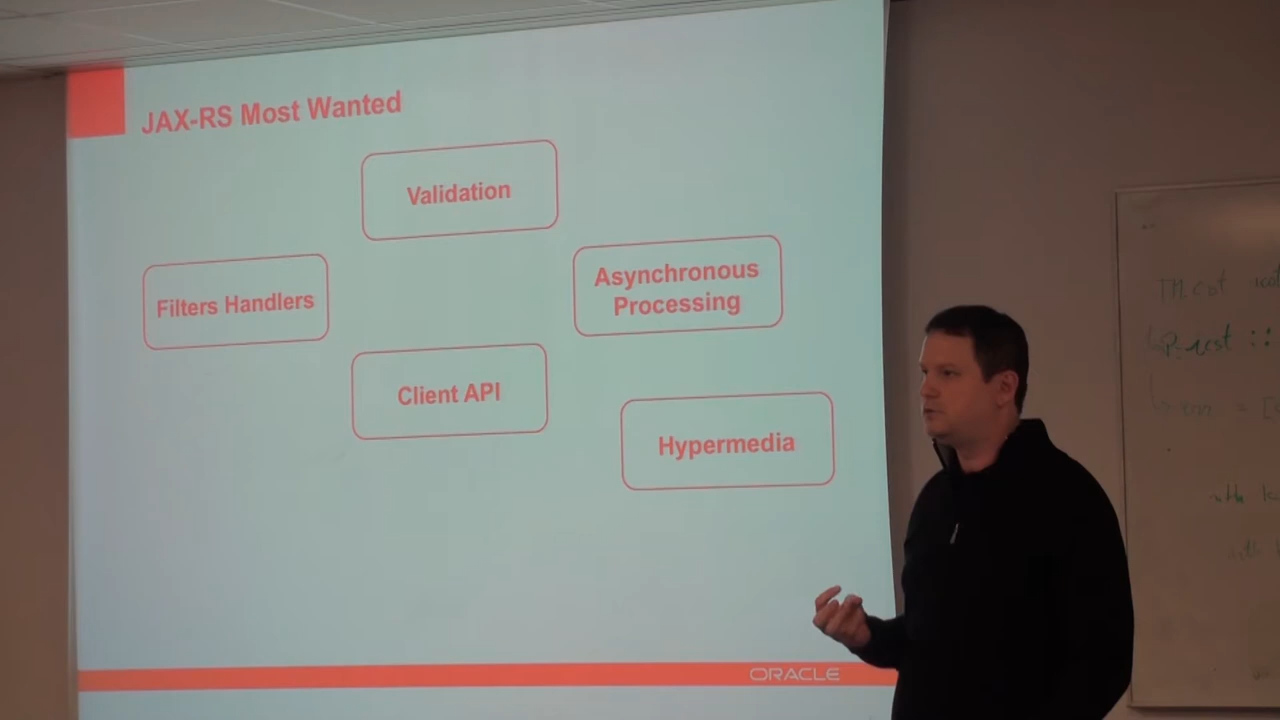 JAX-RS Most Wanted
Validation
Filters Handlers
Asynchronous
Processing
Client API
Hypermedia
ORACLE